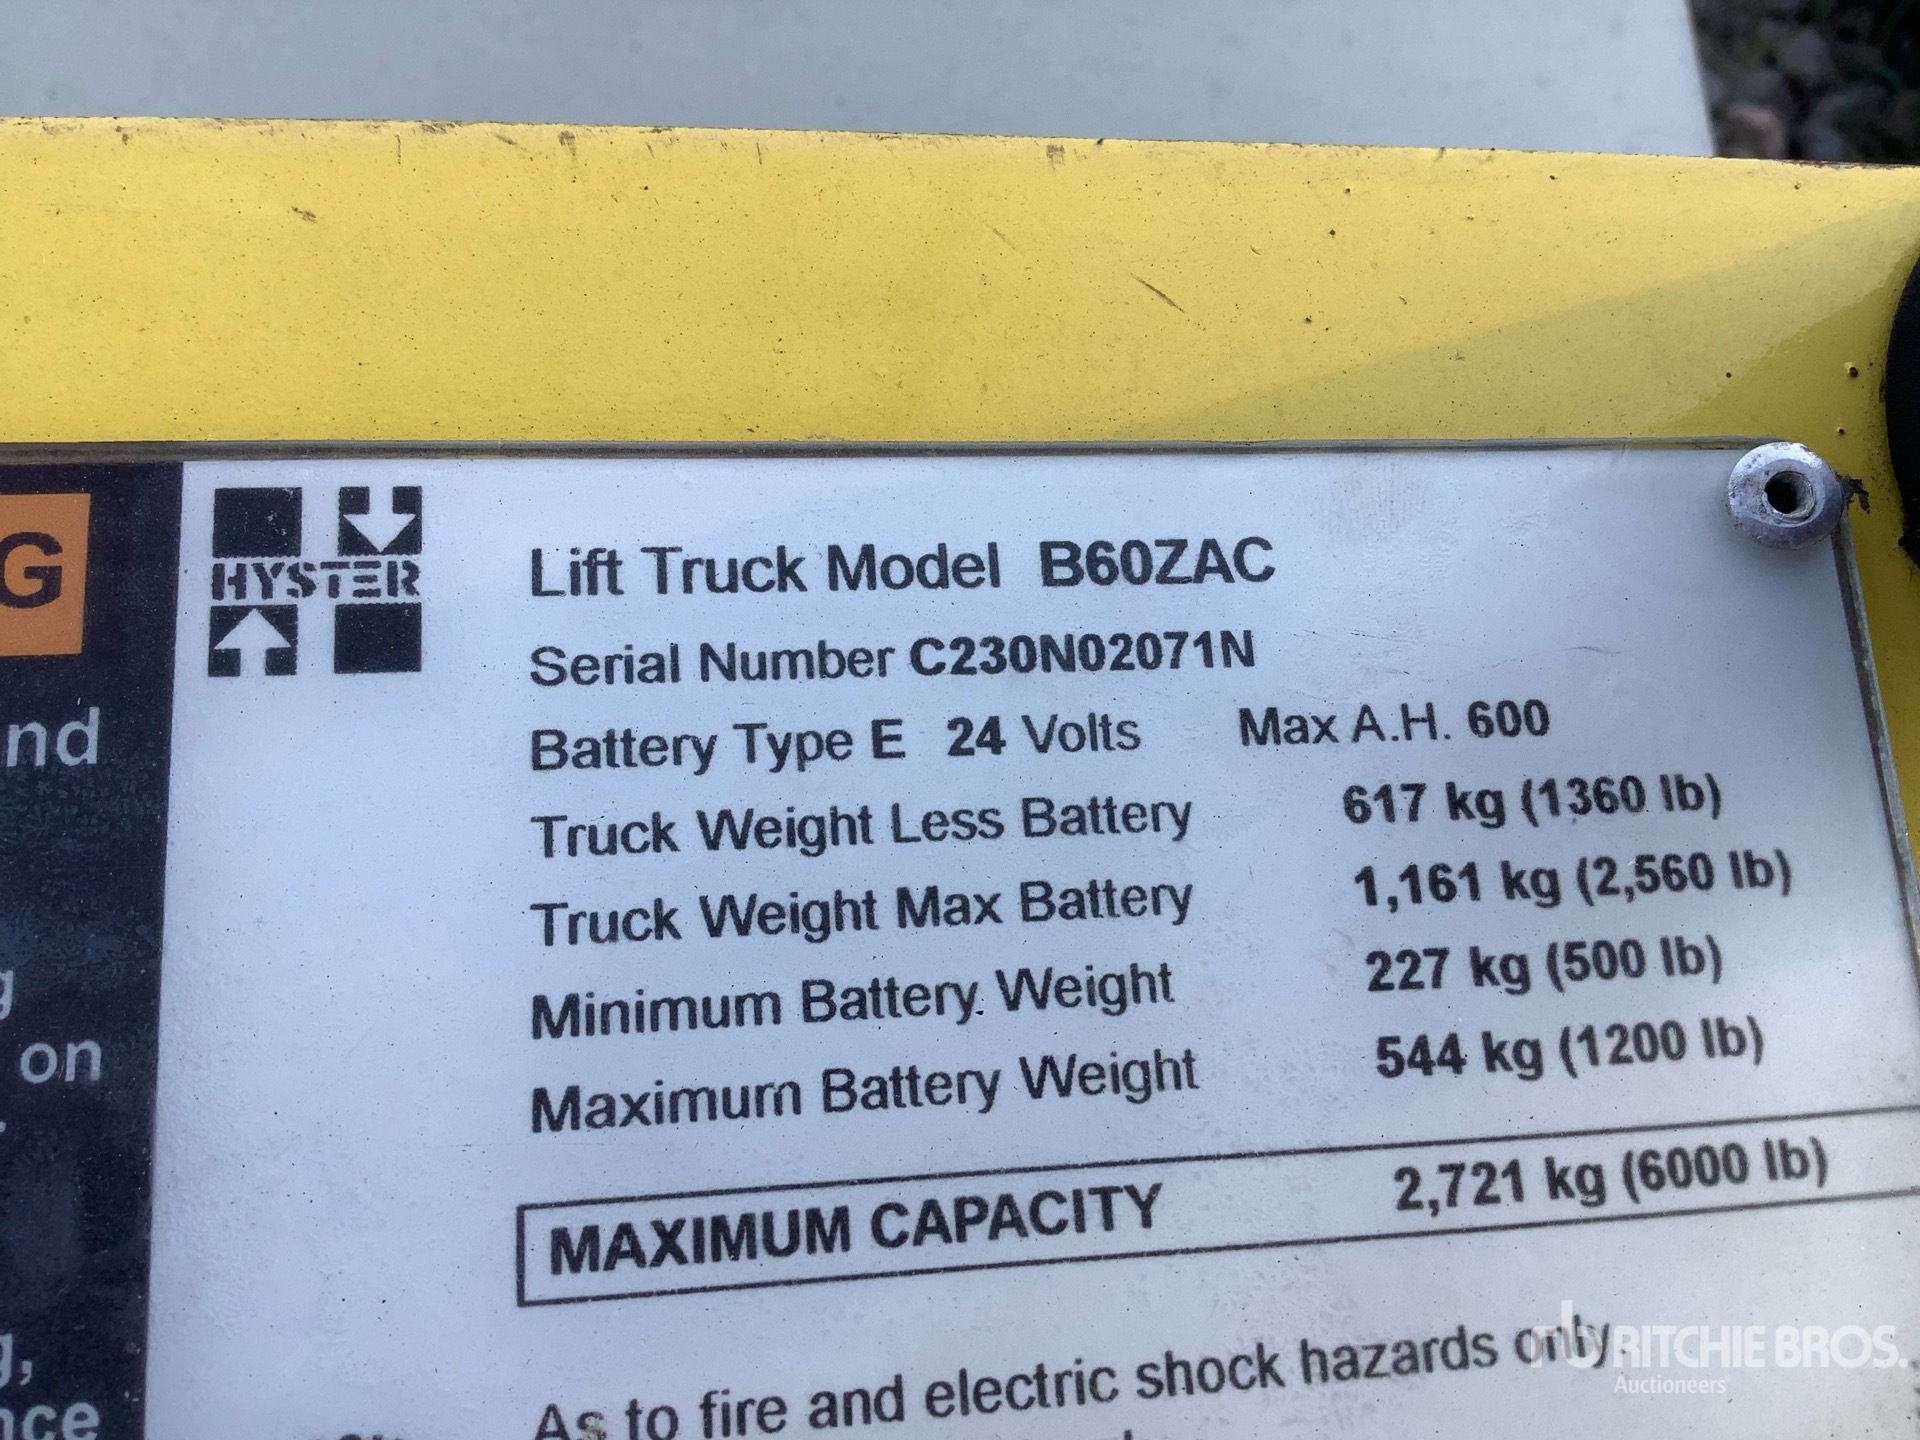 G
HYSTER
nd
on
nce
Lift Truck Model B60ZAC
Serial Number C230N02071N
Battery Type E 24 Volts Max A.H. 600
Truck Weight Less Battery 617 kg (1360 lb)
Truck Weight Max Battery 1,161 kg (2,560 lb)
Minimum Battery Weight 227 kg (500 lb)
Maximum Battery Weight 544 kg (1200 lb)
MAXIMUM CAPACITY 2,721 kg (6000 lb)
As to fire and electric shock hazards only.
rb RITCHIE BROS.
Auctioneers